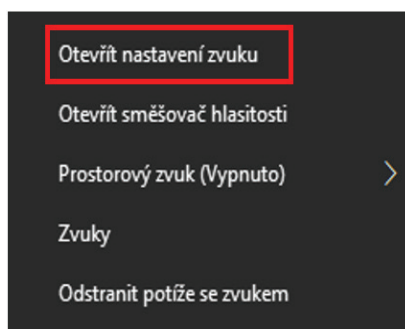 Otevřít nastavení zvuku
Otevřít směšovač hlasitosti
Prostorový zvuk (Vypnuto)
Zvuky
Odstranit potíže se zvukem